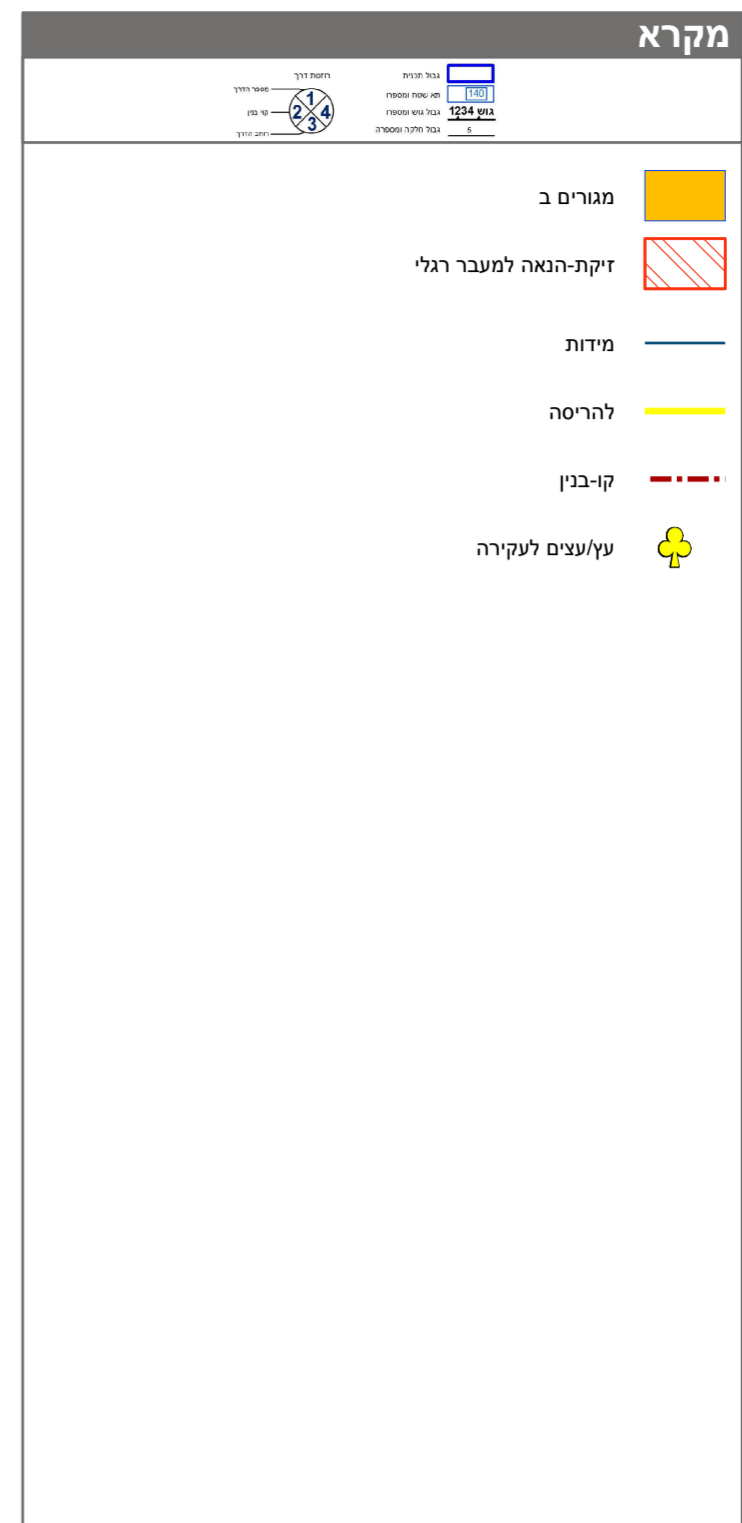 מקרא
גבול תכנית
140 תא שטח ומספרו
גוש 1234 גבול גוש ומספרו
5 גבול חלקה ומספרה
רוזטת דרך
מספר הדרך
קווי בנין
רוחב הדרך
1
2 4
3
מגורים ב
זיקת-הנאה למעבר רגלי
מידות
להריסה
קו-בנין
עץ/עצים לעקירה